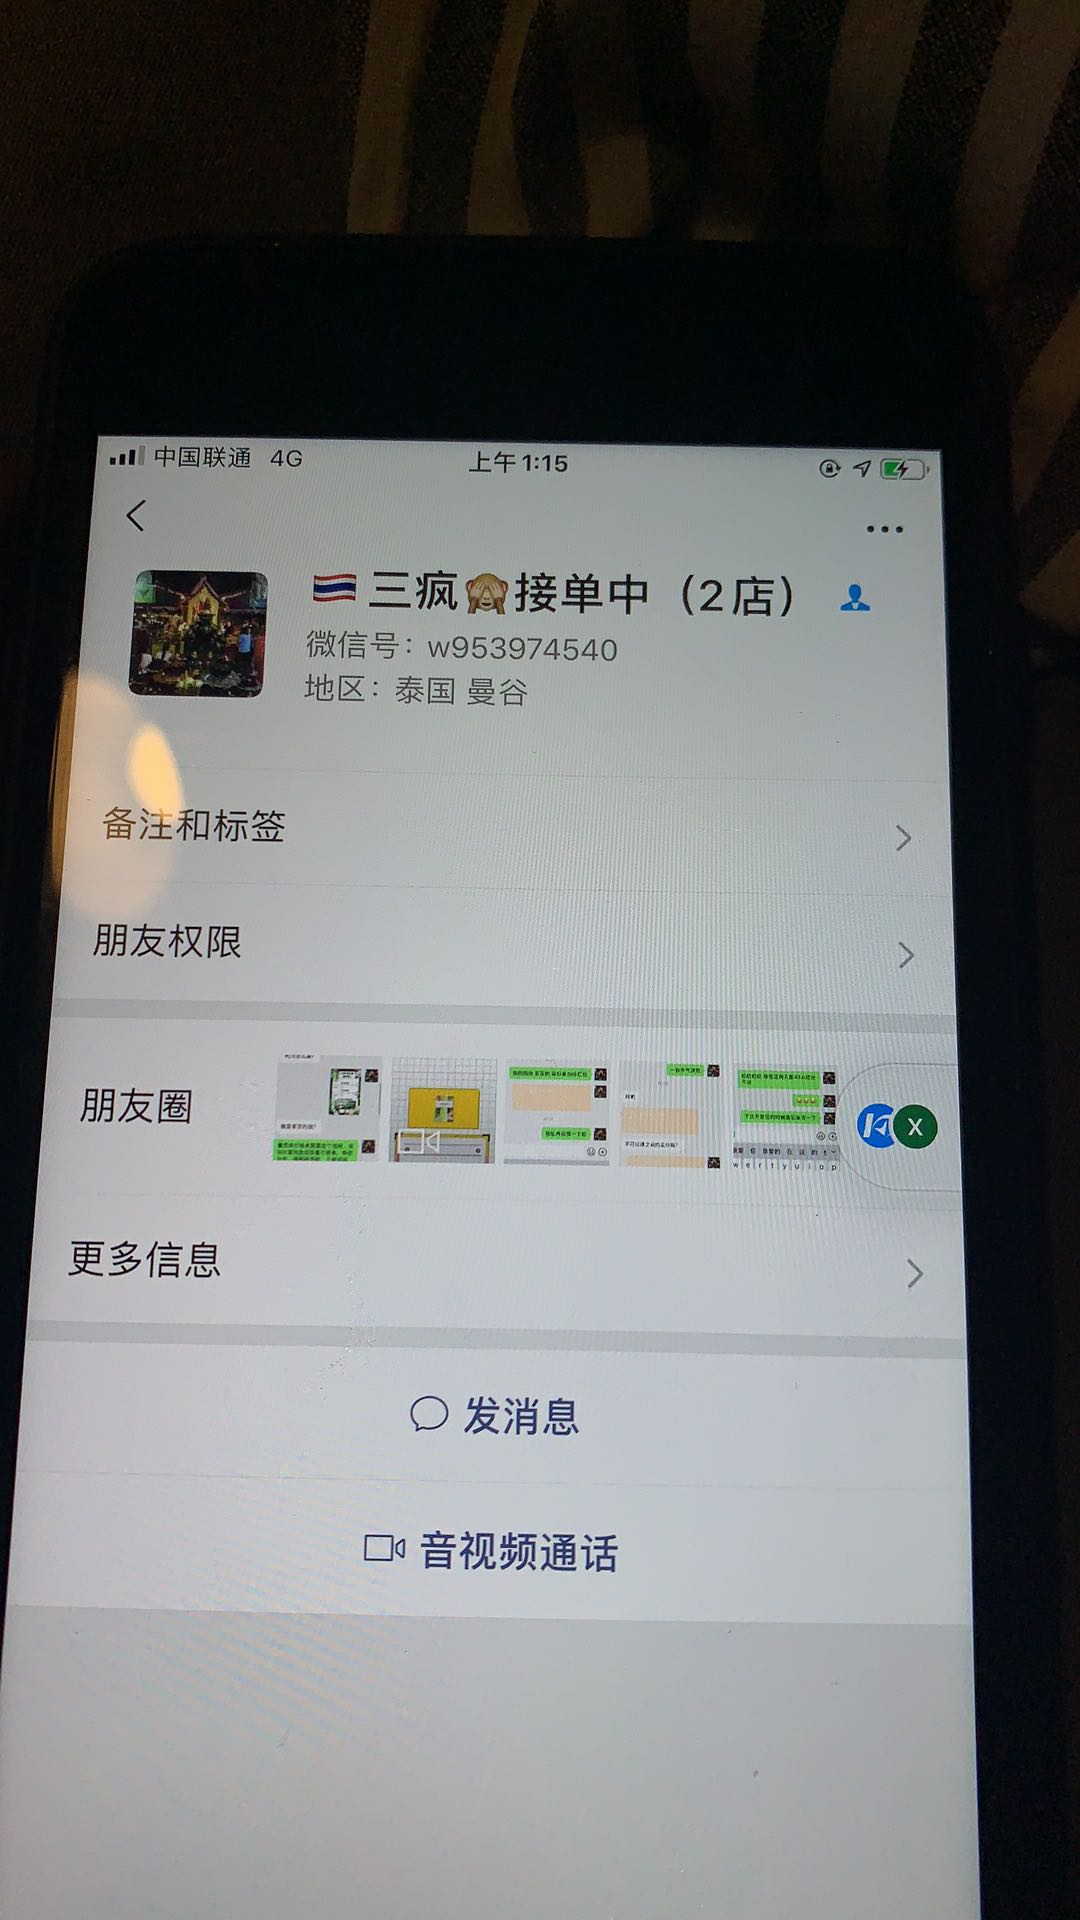 中国联通 4G
上午1:15
🇹🇭三疯🙈接单中（2店）
微信号：w953974540
地区：泰国 曼谷
备注和标签
朋友权限
朋友圈
X
更多信息
发消息
音视频通话